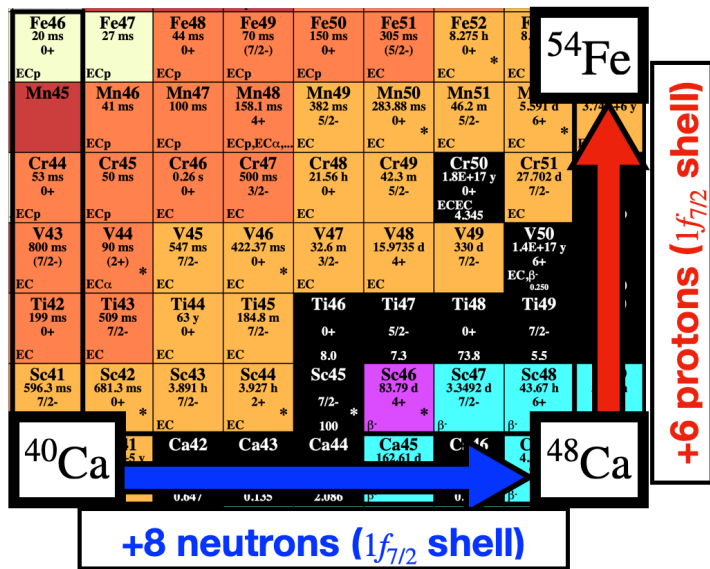 Fe46 Fe47 Fe48 Fe49 Fe50 Fe51 Fe52
20 ms 27 ms 44 ms 70 ms 150 ms 305 ms 8.275 h
0+ 0+ (7/2-) 0+ (5/2-) 0+
*
ECp ECp ECp ECp ECp EC EC
54Fe
Mn45 Mn46 Mn47 Mn48 Mn49 Mn50 Mn51
41 ms 100 ms 158.1 ms 382 ms 283.88 ms 46.2 m 5.591 d
4+ 5/2- 0+ 5/2- 6+
* *
ECp ECp ECp,ECα,... EC EC EC EC
Cr44 Cr45 Cr46 Cr47 Cr48 Cr49 Cr50 Cr51
53 ms 50 ms 0.26 s 500 ms 21.56 h 42.3 m 1.8E+17 y 27.702 d
0+ 0+ 3/2- 0+ 5/2- 0+ 7/2-
ECp ECp EC EC EC EC ECEC EC
4.345
V43 V44 V45 V46 V47 V48 V49 V50
800 ms 90 ms 547 ms 422.37 ms 32.6 m 15.9735 d 330 d 1.4E+17 y
(7/2-) (2+) 7/2- 0+ 3/2- 4+ 7/2- 6+
* *
EC ECα EC EC EC EC EC EC,β-
0.250
Ti42 Ti43 Ti44 Ti45 Ti46 Ti47 Ti48 Ti49
199 ms 509 ms 63 y 184.8 m
0+ 7/2- 0+ 7/2- 0+ 5/2- 0+ 7/2-
EC EC EC EC 8.0 7.3 73.8 5.5
Sc41 Sc42 Sc43 Sc44 Sc45 Sc46 Sc47 Sc48
596.3 ms 681.3 ms 3.891 h 3.927 h 83.79 d 3.3492 d 43.67 h
7/2- 0+ 7/2- 2+ 7/2- 4+ 7/2- 6+
* * * *
EC EC 100 β- β- β-
40Ca
Ca42 Ca43 Ca44 Ca45 48Ca
162.61 d
0.647 0.135 2.086
+8 neutrons (1f7/2 shell)
+6 protons (1f7/2 shell)